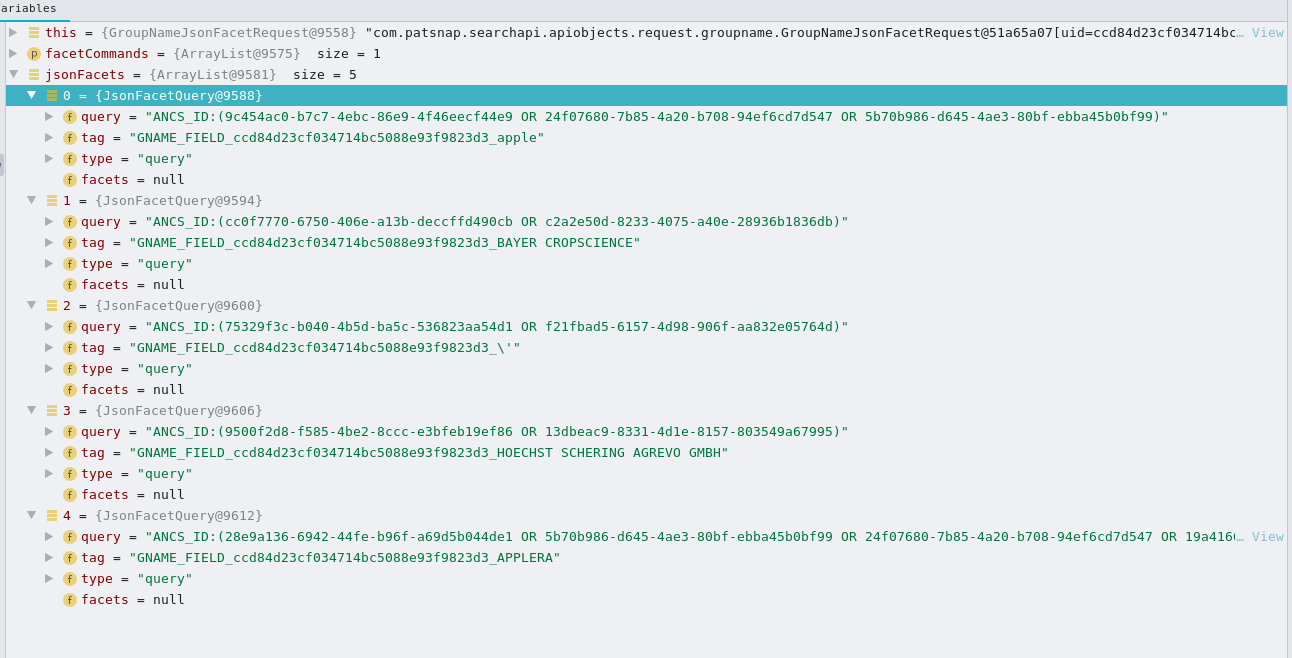 ariables
this = {GroupNameJsonFacetRequest@9558} "com.patsnap.searchapi.apiobjects.request.groupname.GroupNameJsonFacetRequest@51a65a07[uid=ccd84d23cf034714bc… View
p facetCommands = {ArrayList@9575} size = 1
jsonFacets = {ArrayList@9581} size = 5
0 = {JsonFacetQuery@9588}
f query = "ANCS_ID:(9c454ac0-b7c7-4ebc-86e9-4f46eecf44e9 OR 24f07680-7b85-4a20-b708-94ef6cd7d547 OR 5b70b986-d645-4ae3-80bf-ebba45b0bf99)"
f tag = "GNAME_FIELD_ccd84d23cf034714bc5088e93f9823d3_apple"
f type = "query"
f facets = null
1 = {JsonFacetQuery@9594}
f query = "ANCS_ID:(cc0f7770-6750-406e-a13b-deccffd490cb OR c2a2e50d-8233-4075-a40e-28936b1836db)"
f tag = "GNAME_FIELD_ccd84d23cf034714bc5088e93f9823d3_BAYER CROPSCIENCE"
f type = "query"
f facets = null
2 = {JsonFacetQuery@9600}
f query = "ANCS_ID:(75329f3c-b040-4b5d-ba5c-536823aa54d1 OR f21fbad5-6157-4d98-906f-aa832e05764d)"
f tag = "GNAME_FIELD_ccd84d23cf034714bc5088e93f9823d3_\'"
f type = "query"
f facets = null
3 = {JsonFacetQuery@9606}
f query = "ANCS_ID:(9500f2d8-f585-4be2-8ccc-e3bfeb19ef86 OR 13dbeac9-8331-4d1e-8157-803549a67995)"
f tag = "GNAME_FIELD_ccd84d23cf034714bc5088e93f9823d3_HOECHST SCHERING AGREVO GMBH"
f type = "query"
f facets = null
4 = {JsonFacetQuery@9612}
f query = "ANCS_ID:(28e9a136-6942-44fe-b96f-a69d5b044de1 OR 5b70b986-d645-4ae3-80bf-ebba45b0bf99 OR 24f07680-7b85-4a20-b708-94ef6cd7d547 OR 19a416… View
f tag = "GNAME_FIELD_ccd84d23cf034714bc5088e93f9823d3_APPLERA"
f type = "query"
f facets = null